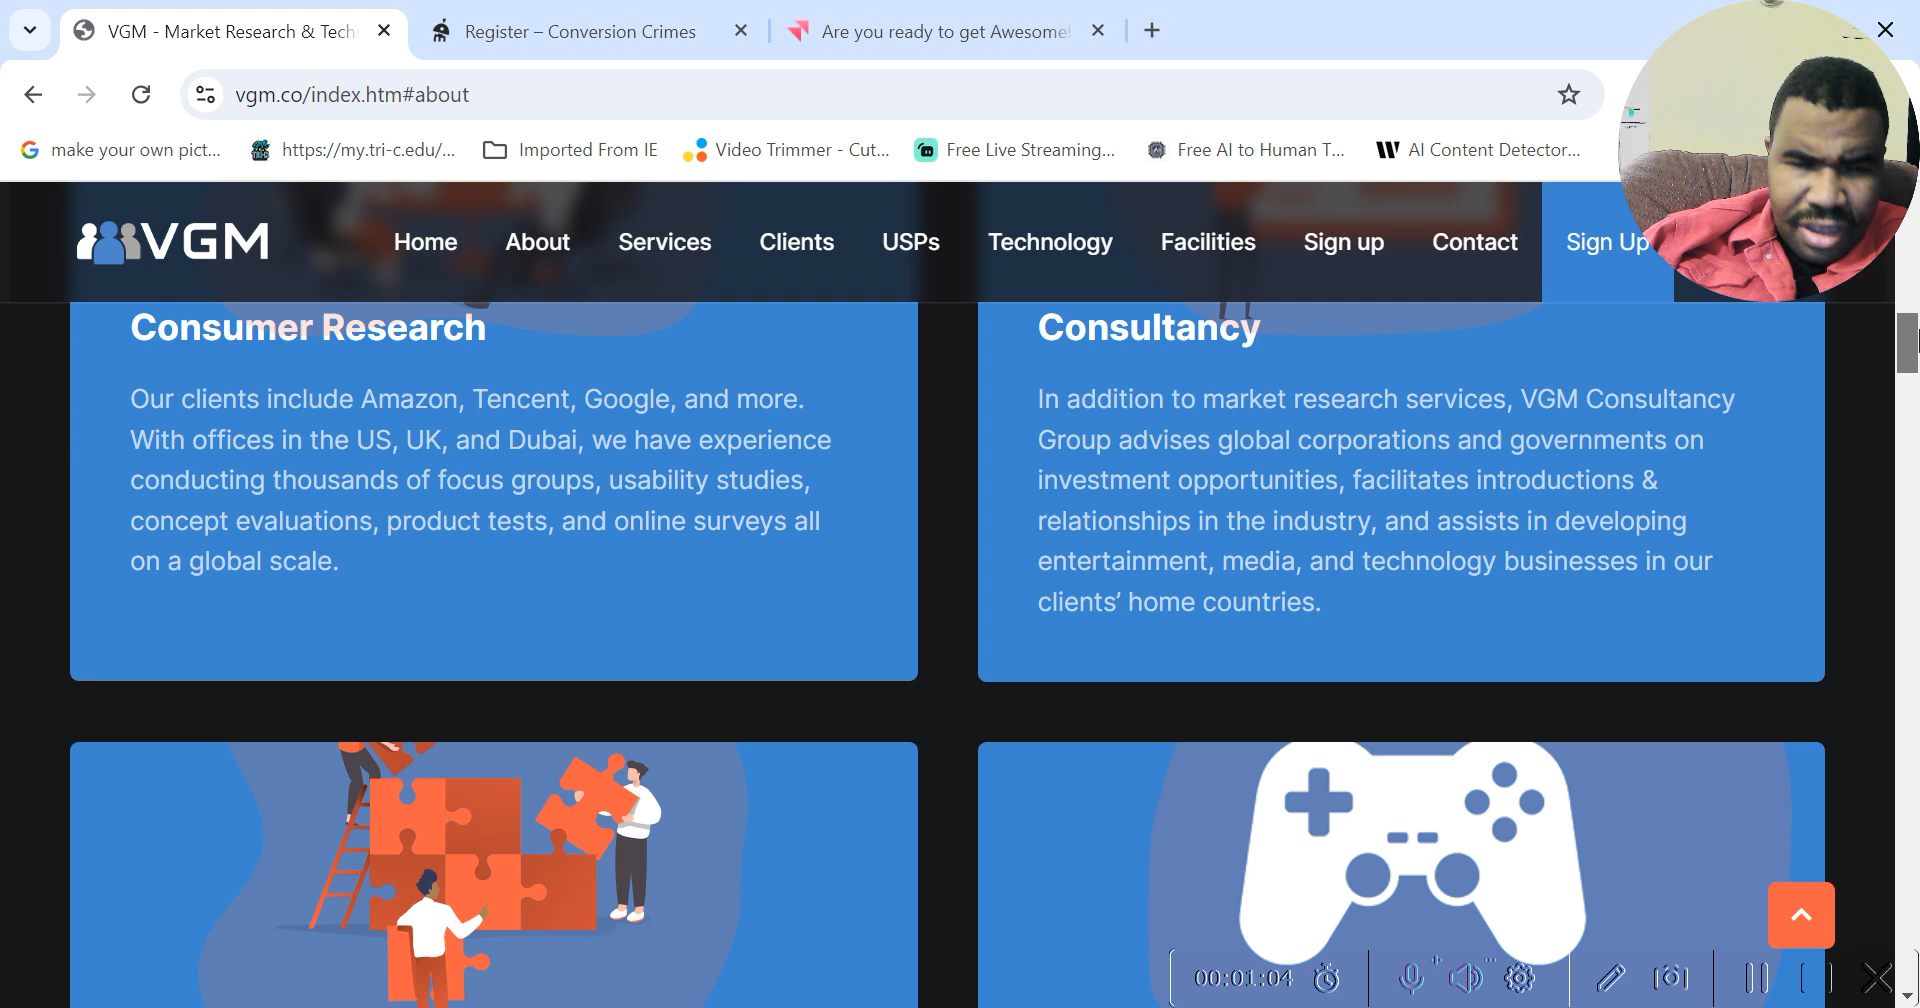 VGM - Market Research & Tech
Register – Conversion Crimes
Are you ready to get Awesome!
vgm.co/index.htm#about
make your own pict...
https://my.tri-c.edu/...
Imported From IE
Video Trimmer - Cut...
Free Live Streaming...
Free AI to Human T...
AI Content Detector...
VGM
Home
About
Services
Clients
USPs
Technology
Facilities
Sign up
Contact
Sign Up
Consumer Research
Our clients include Amazon, Tencent, Google, and more.
With offices in the US, UK, and Dubai, we have experience
conducting thousands of focus groups, usability studies,
concept evaluations, product tests, and online surveys all
on a global scale.
Consultancy
In addition to market research services, VGM Consultancy
Group advises global corporations and governments on
investment opportunities, facilitates introductions &
relationships in the industry, and assists in developing
entertainment, media, and technology businesses in our
clients’ home countries.
00:01:04